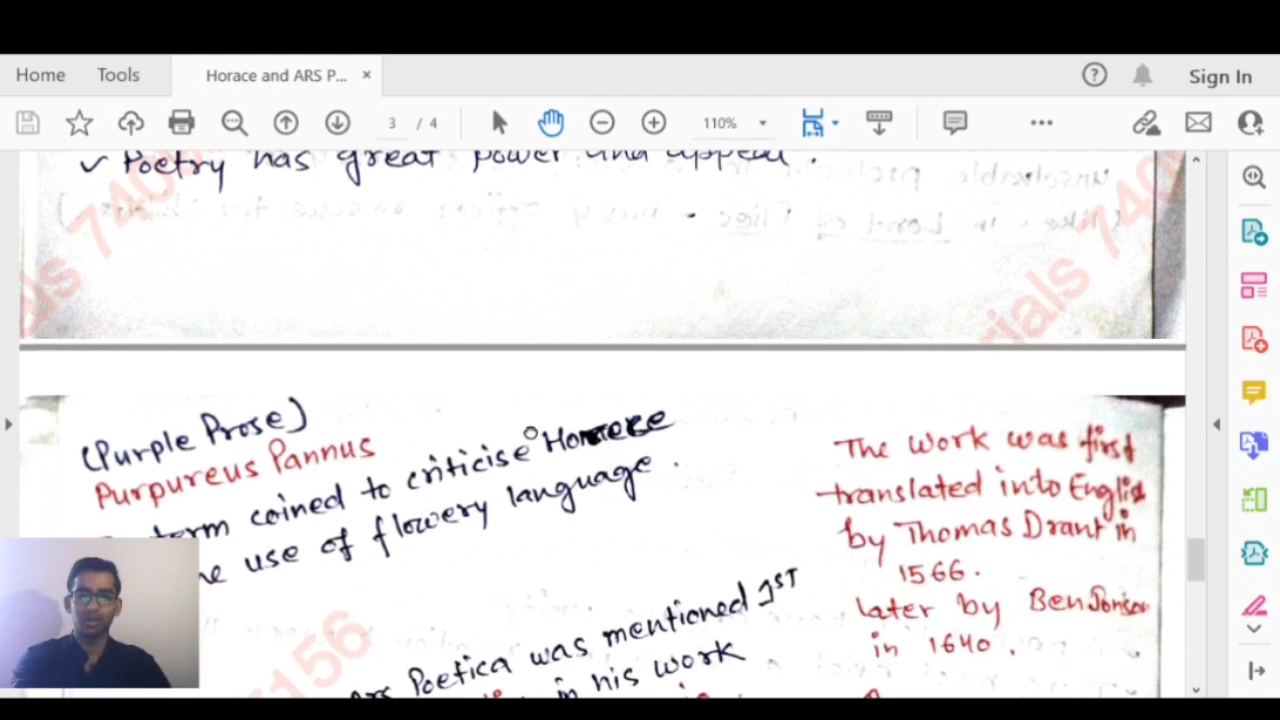 Home Tools Horace and ARS P... ×
Sign In
3 / 4 110%
✓ Poetry has great power and appeal.
(Purple Prose)
Purpureus Pannus
term coined to criticise Horace
use of flowery language.
Poetica was mentioned 1ST
in his work
The work was first
translated into English
by Thomas Drant in
1566.
later by Ben Jonson
in 1640.